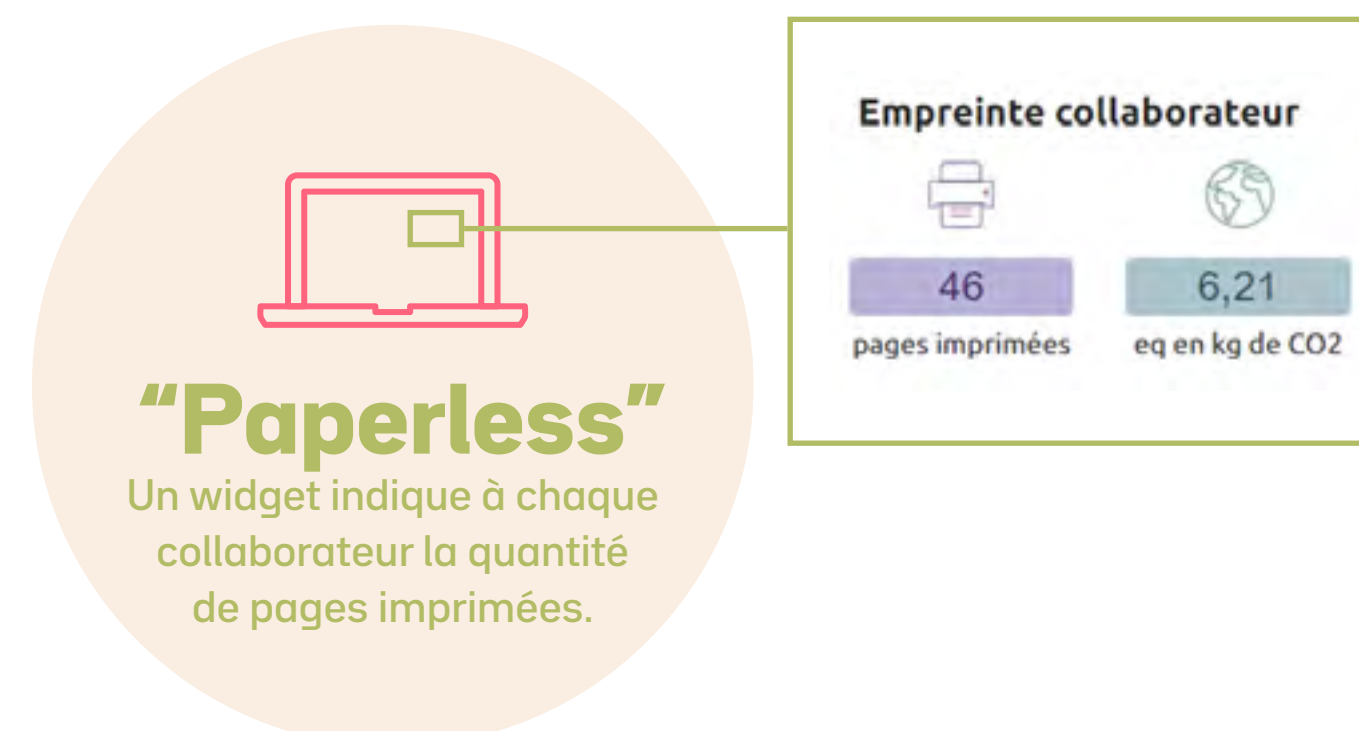 “Paperless”
Un widget indique à chaque
collaborateur la quantité
de pages imprimées.
Empreinte collaborateur
46
6,21
pages imprimées
eq en kg de CO2